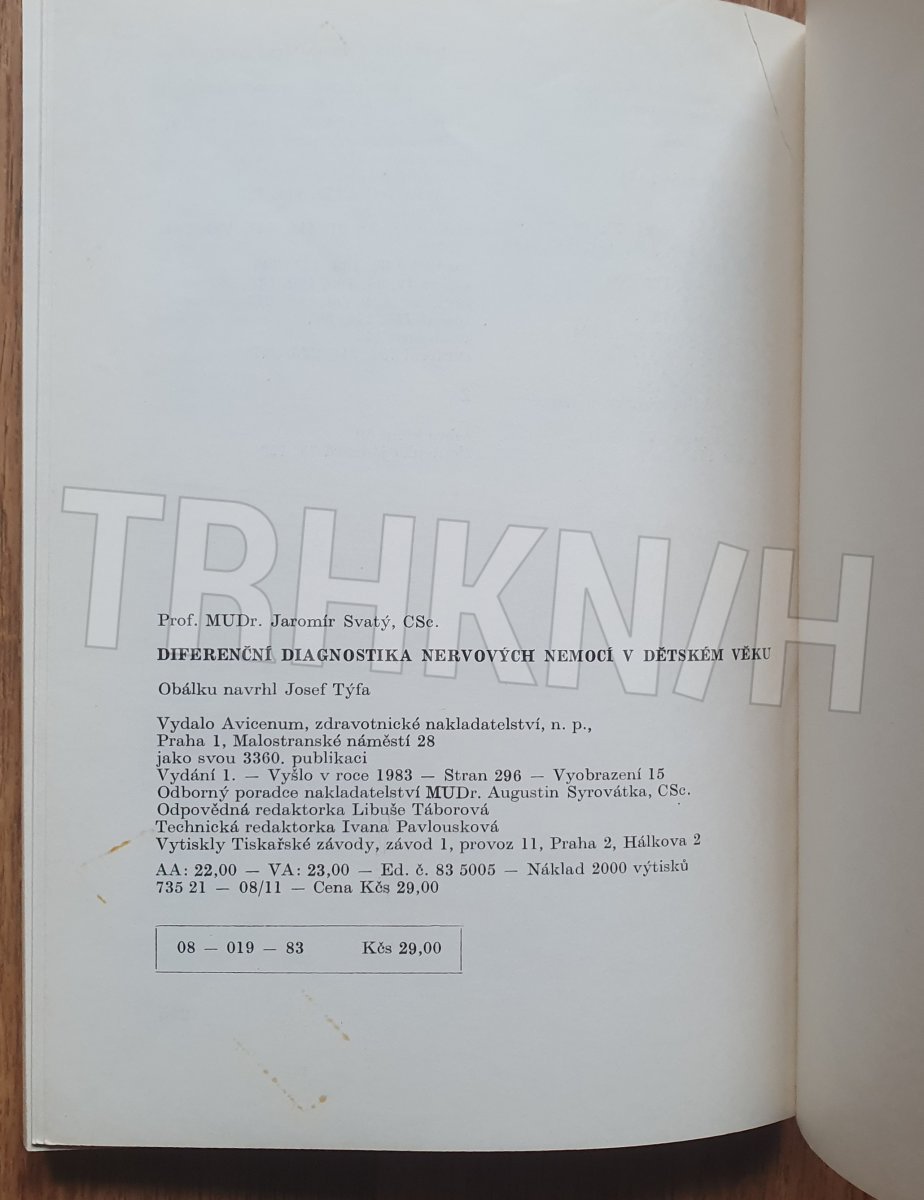 TRHKN/H
Prof. MUDr. Jaromír Svatý, CSc.
DIFERENČNÍ DIAGNOSTIKA NERVOVÝCH NEMOCÍ V DĚTSKÉM VĚKU
Obálku navrhl Josef Týfa
Vydalo Avicenum, zdravotnické nakladatelství, n. p.,
Praha 1, Malostranské náměstí 28
jako svou 3360. publikaci
Vydání 1. — Vyšlo v roce 1983 — Stran 296 — Vyobrazení 15
Odborný poradce nakladatelství MUDr. Augustin Syrovátka, CSc.
Odpovědná redaktorka Libuše Táborová
Technická redaktorka Ivana Pavlousková
Vytiskly Tiskařské závody, závod 1, provoz 11, Praha 2, Hálkova 2
AA: 22,00 — VA: 23,00 — Ed. č. 83 5005 — Náklad 2000 výtisků
735 21 — 08/11 — Cena Kčs 29,00
08 — 019 — 83 Kčs 29,00